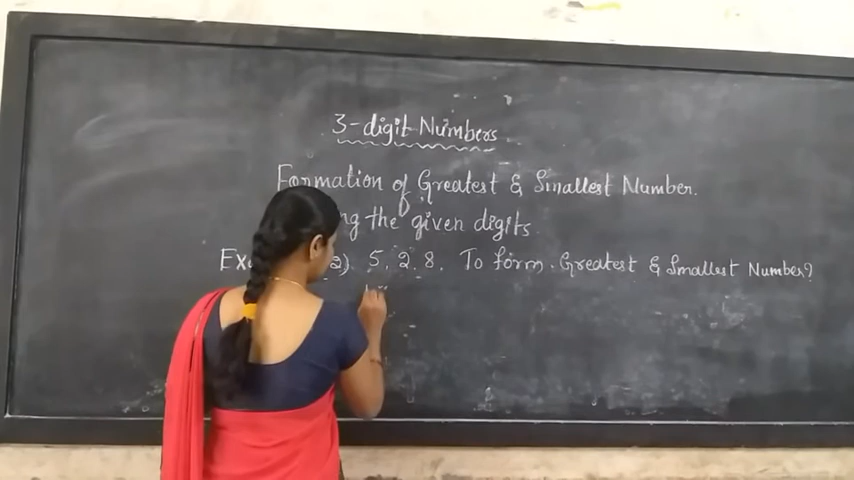 3-digit Numbers
Formation of Greatest & Smallest Number.
the given digits.
2). 5, 2, 8. To form. Greatest & Smallest Number?